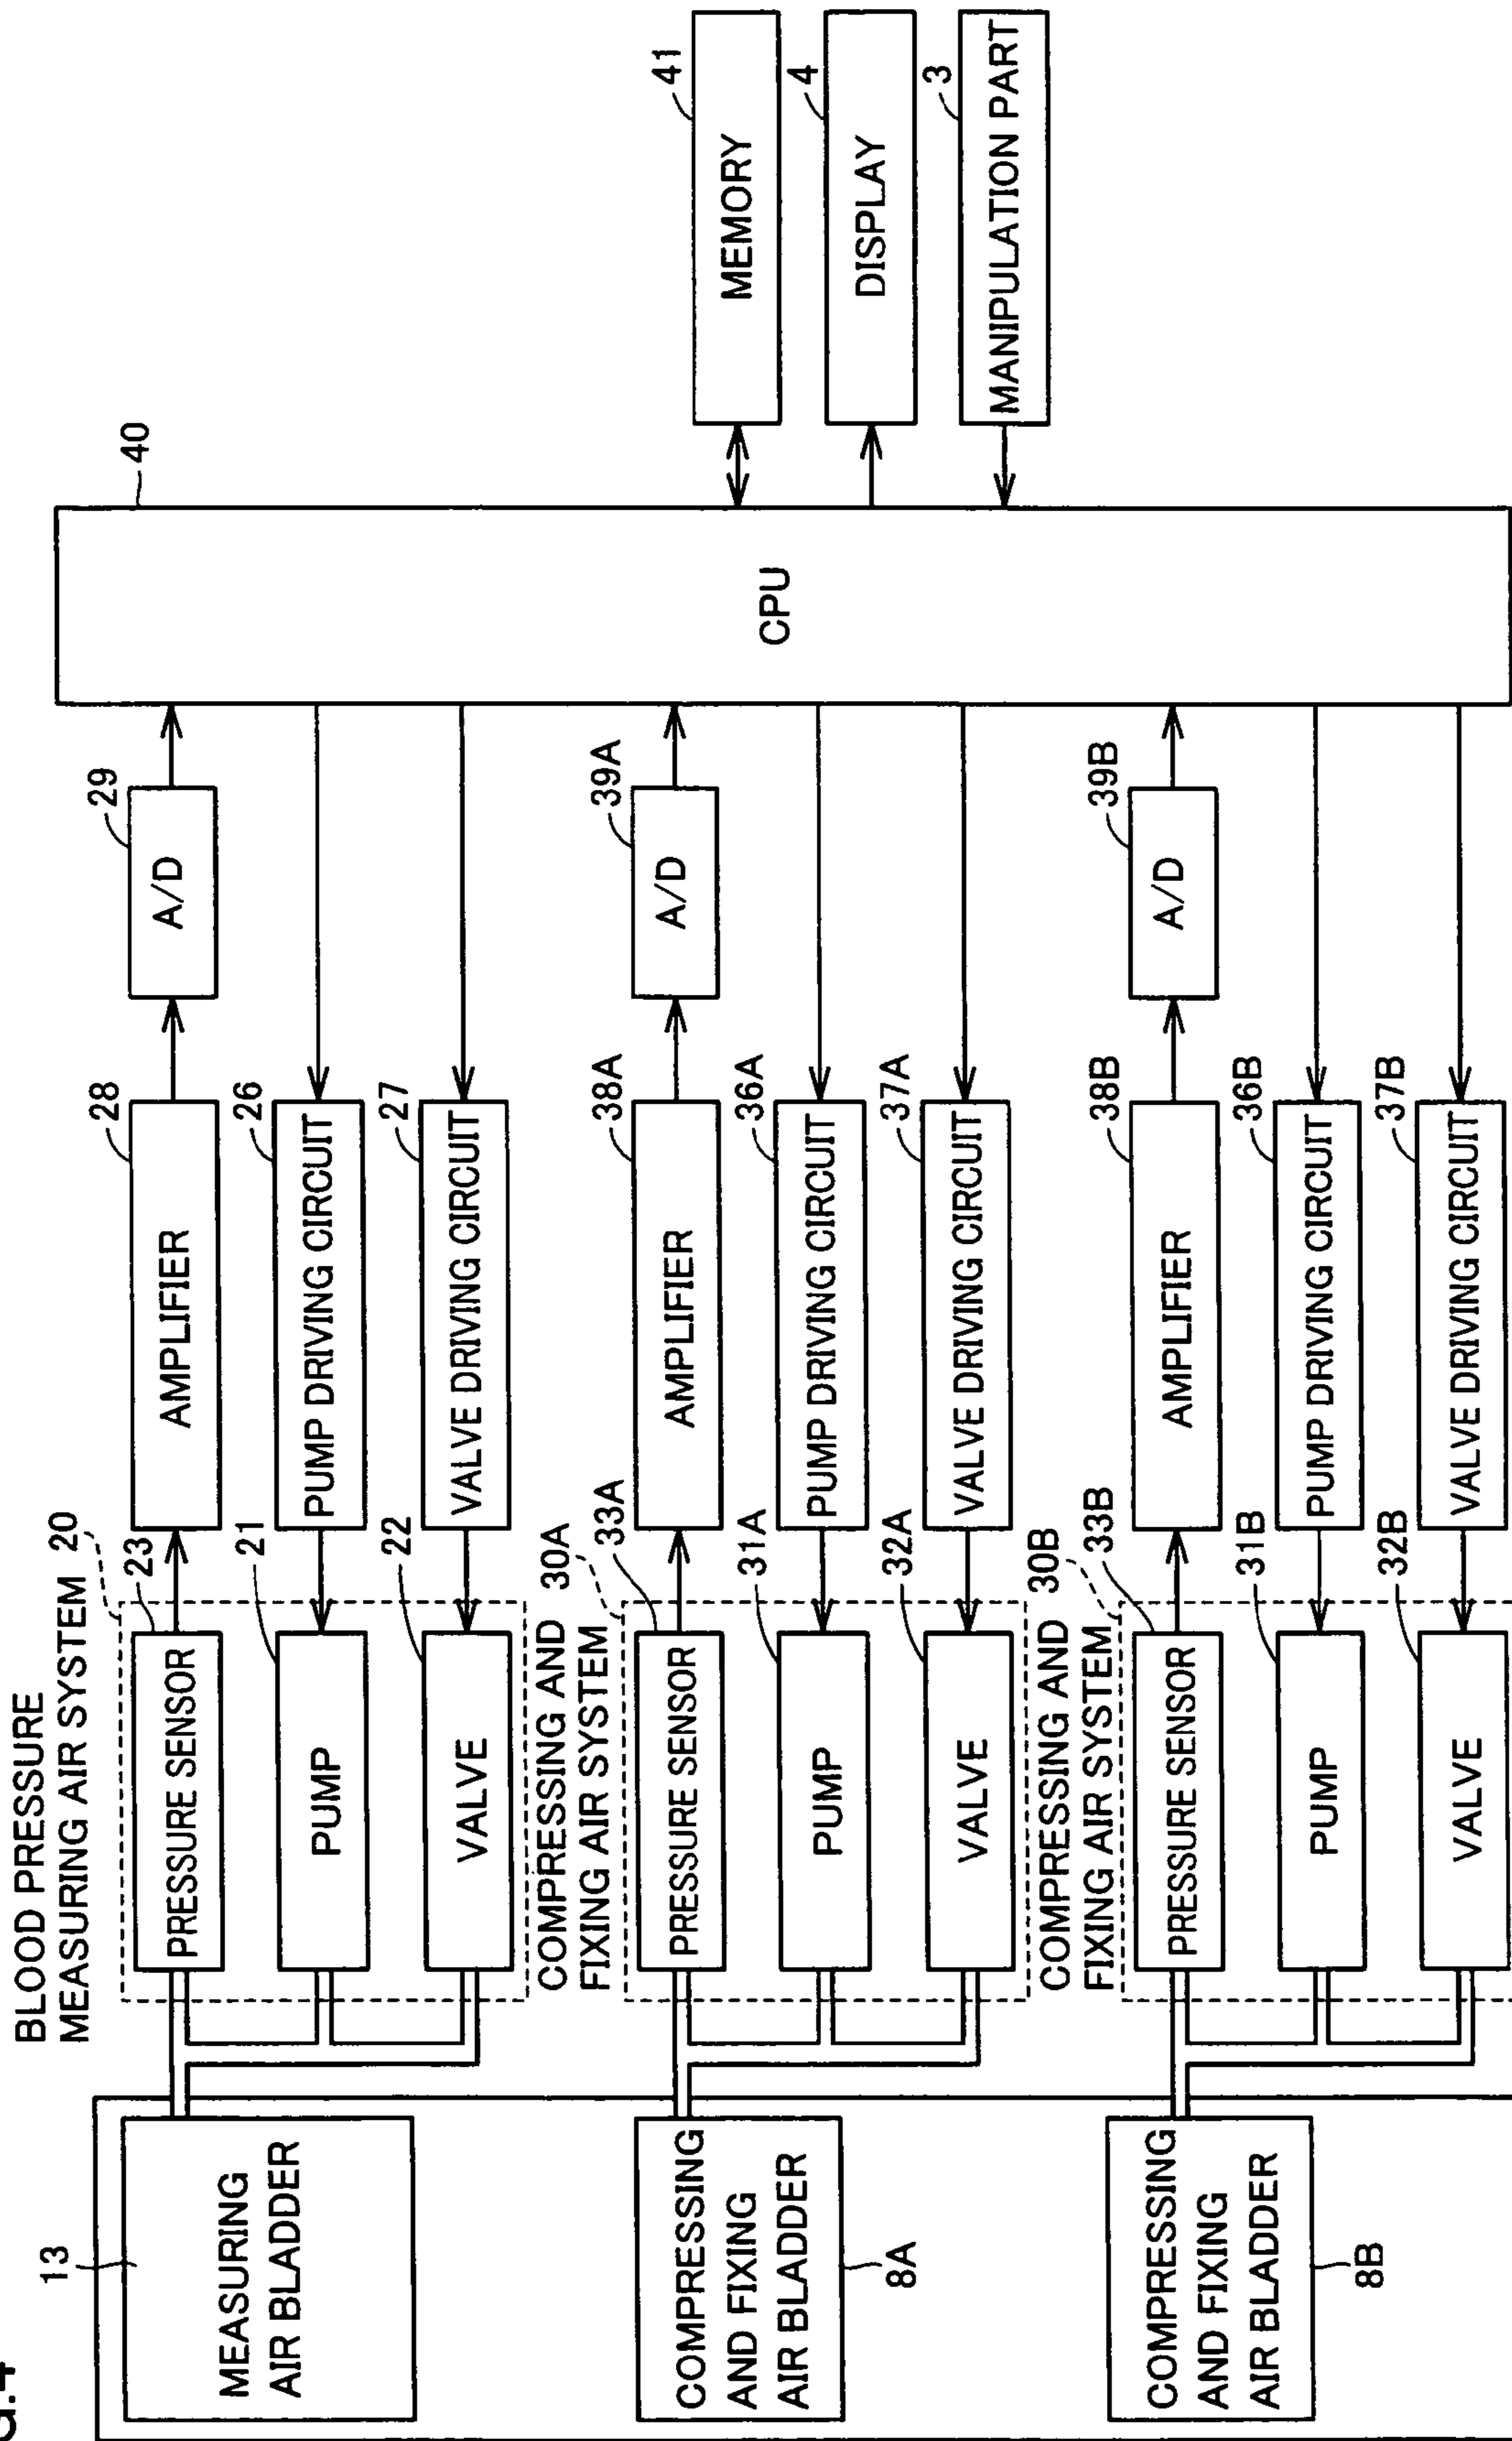 G.4
BLOOD PRESSURE
MEASURING AIR SYSTEM 20
13
MEASURING
AIR BLADDER
PRESSURE SENSOR
23
AMPLIFIER
28
A/D
29
PUMP
21
PUMP DRIVING CIRCUIT
26
VALVE
22
VALVE DRIVING CIRCUIT
27
COMPRESSING AND
FIXING AIR SYSTEM
30A
COMPRESSING
AND FIXING
AIR BLADDER
8A
PRESSURE SENSOR
33A
AMPLIFIER
38A
A/D
39A
PUMP
31A
PUMP DRIVING CIRCUIT
36A
VALVE
32A
VALVE DRIVING CIRCUIT
37A
COMPRESSING AND
FIXING AIR SYSTEM
30B
COMPRESSING
AND FIXING
AIR BLADDER
8B
PRESSURE SENSOR
33B
AMPLIFIER
38B
A/D
39B
PUMP
31B
PUMP DRIVING CIRCUIT
36B
VALVE
32B
VALVE DRIVING CIRCUIT
37B
CPU
40
MEMORY
41
DISPLAY
4
MANIPULATION PART
3